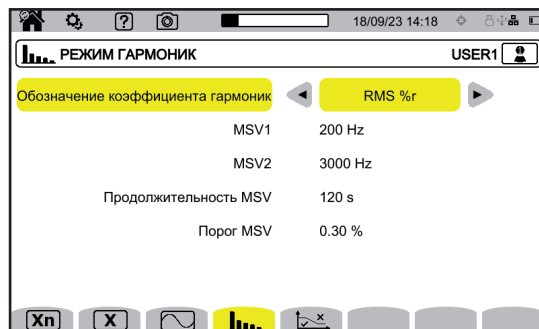 ? 18/09/23 14:18
РЕЖИМ ГАРМОНИК USER1
Обозначение коэффициента гармоник RMS %r
MSV1 200 Hz
MSV2 3000 Hz
Продолжительность MSV 120 s
Порог MSV 0.30 %
Xn X